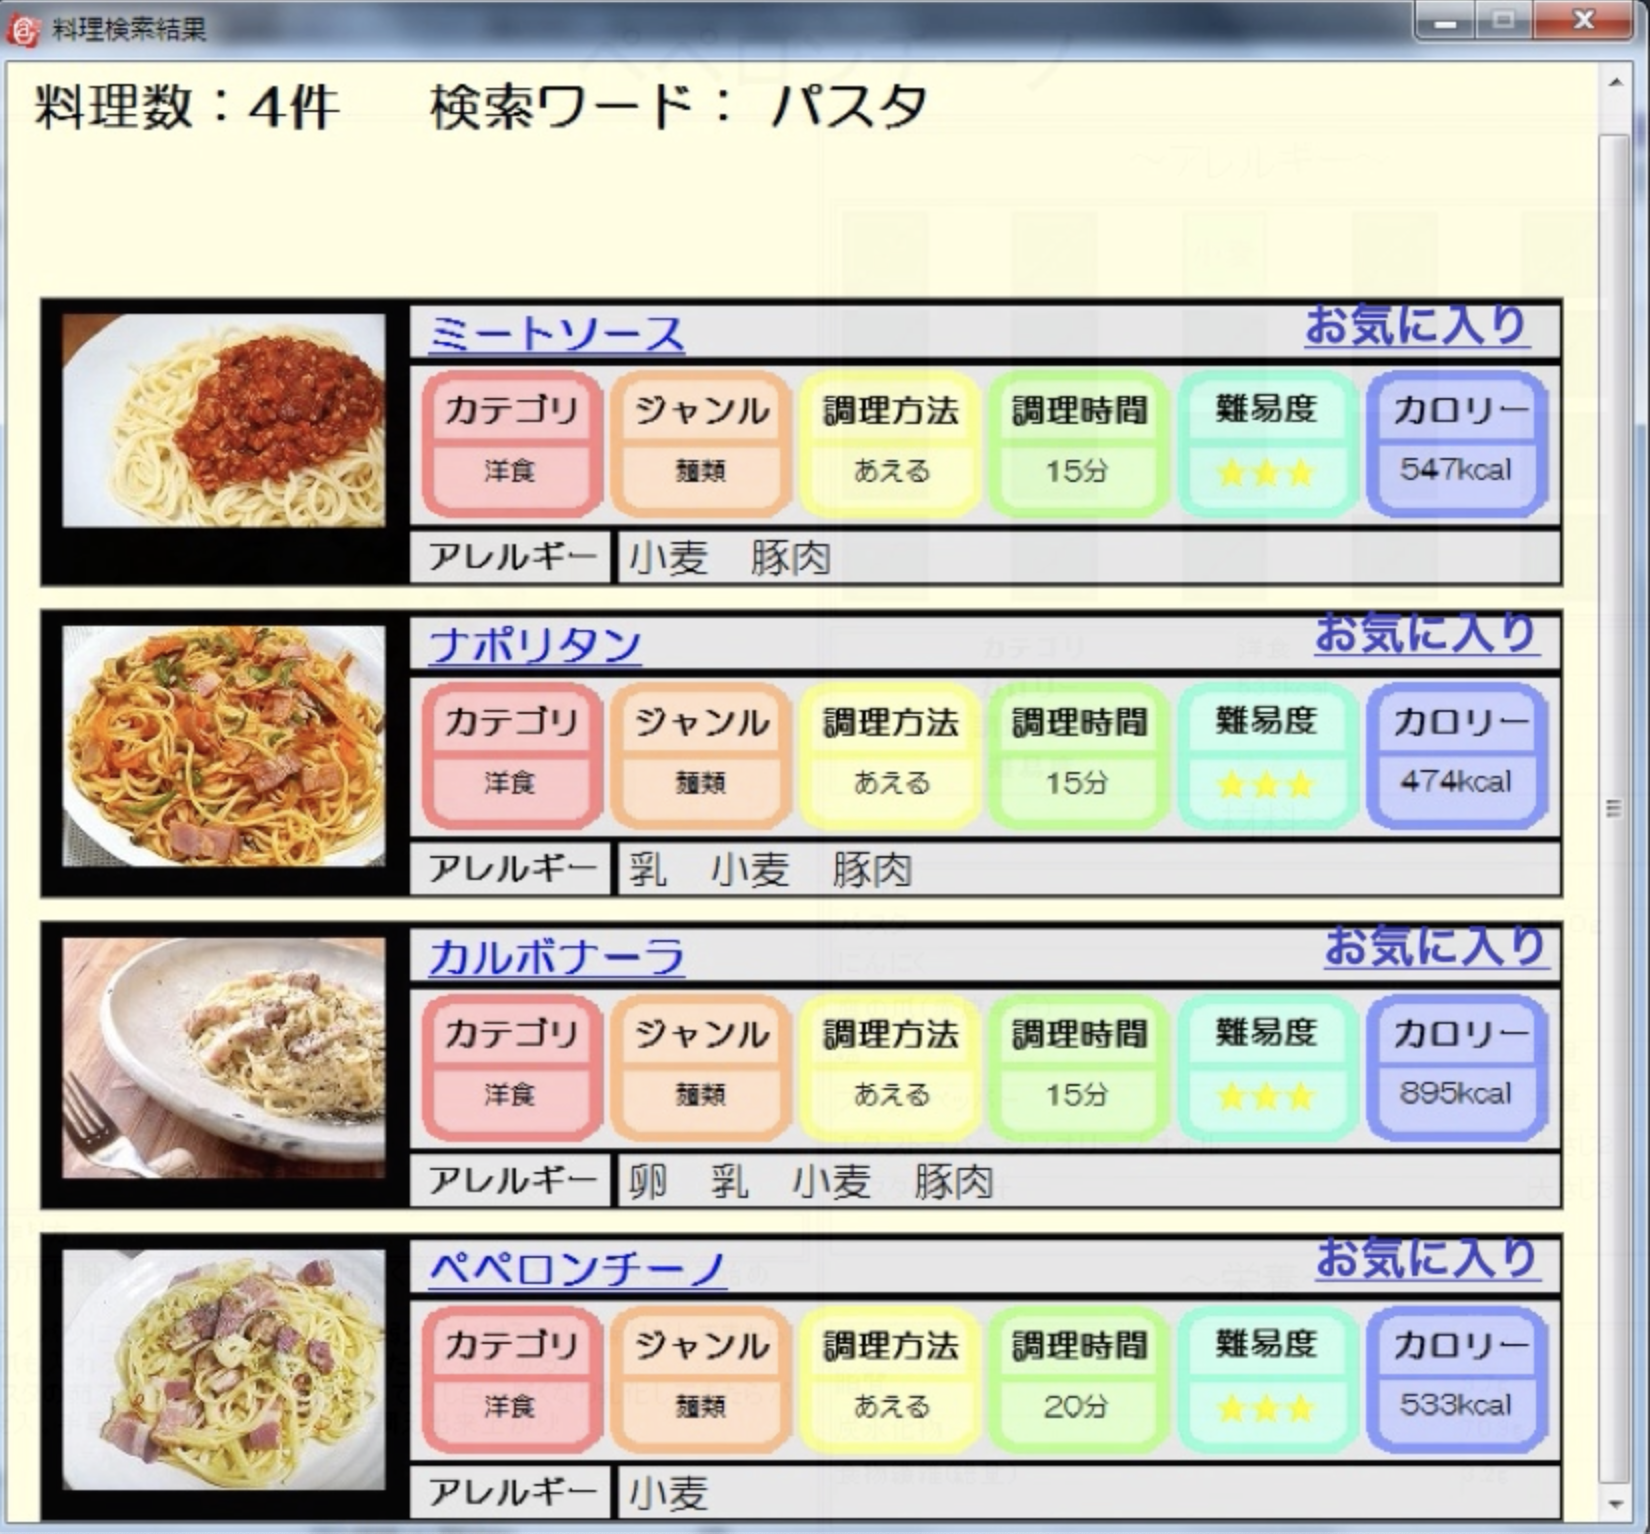 料理検索結果
料理数：4件 検索ワード： パスタ
ミートソース お気に入り
カテゴリ ジャンル 調理方法 調理時間 難易度 カロリー
洋食 麺類 あえる 15分 ★★★ 547kcal
アレルギー 小麦 豚肉
ナポリタン お気に入り
カテゴリ ジャンル 調理方法 調理時間 難易度 カロリー
洋食 麺類 あえる 15分 ★★★ 474kcal
アレルギー 乳 小麦 豚肉
カルボナーラ お気に入り
カテゴリ ジャンル 調理方法 調理時間 難易度 カロリー
洋食 麺類 あえる 15分 ★★★ 895kcal
アレルギー 卵 乳 小麦 豚肉
ペペロンチーノ お気に入り
カテゴリ ジャンル 調理方法 調理時間 難易度 カロリー
洋食 麺類 あえる 20分 ★★★ 533kcal
アレルギー 小麦